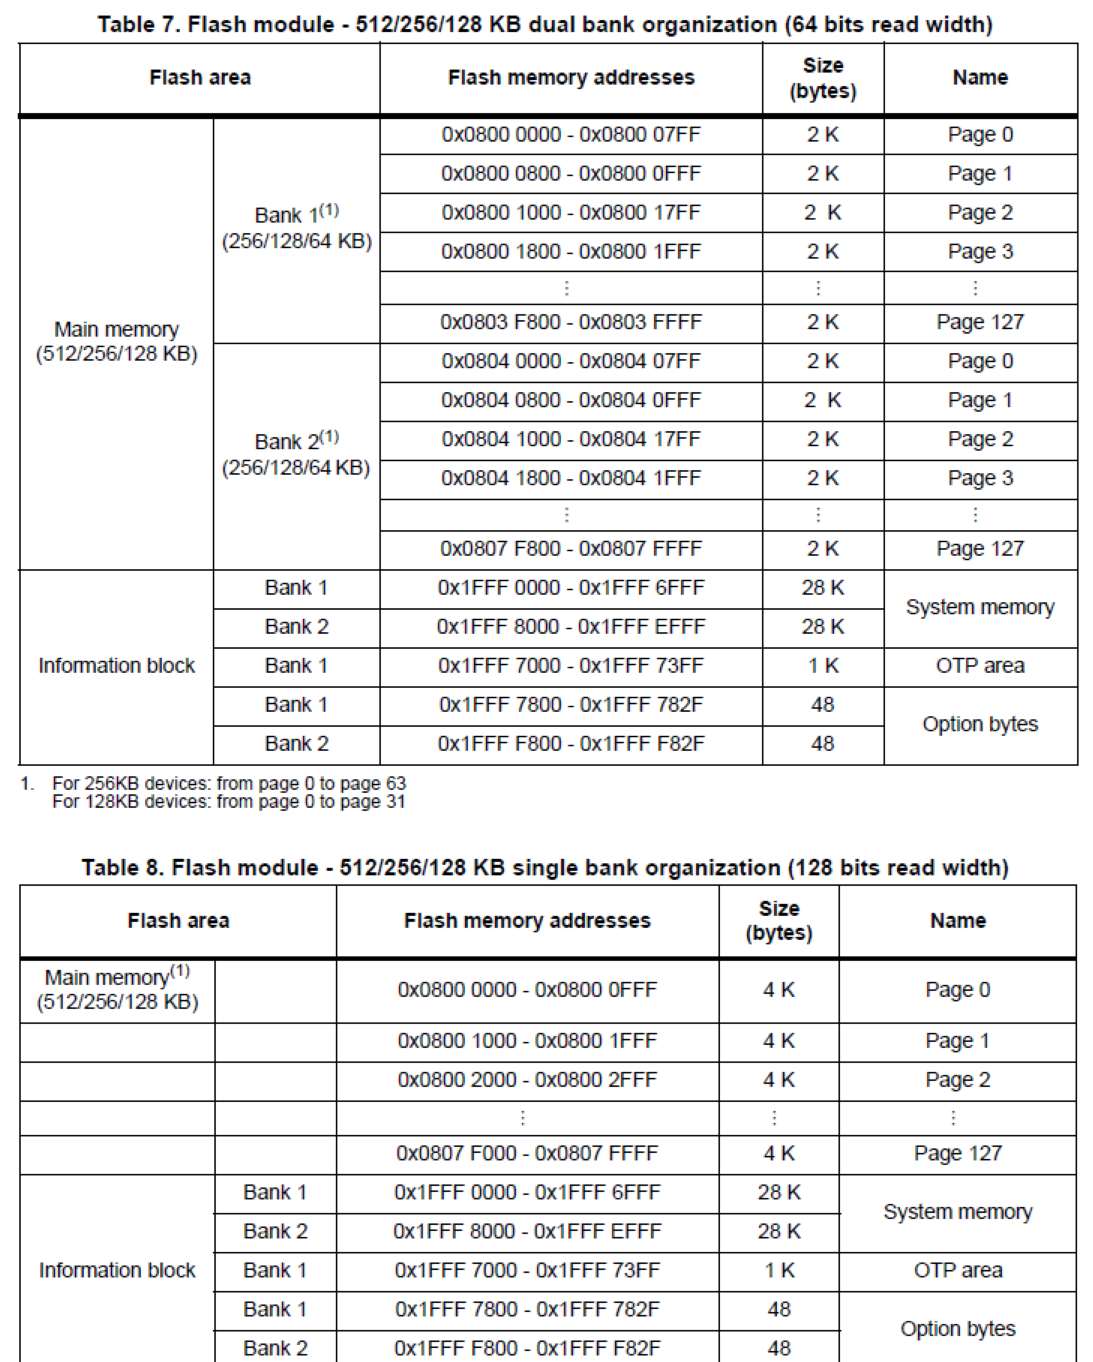 Table 7. Flash module - 512/256/128 KB dual bank organization (64 bits read width)
Flash area Flash memory addresses Size (bytes) Name
Main memory (512/256/128 KB) Bank 1(1) (256/128/64 KB) 0x0800 0000 - 0x0800 07FF 2 K Page 0
0x0800 0800 - 0x0800 0FFF 2 K Page 1
0x0800 1000 - 0x0800 17FF 2 K Page 2
0x0800 1800 - 0x0800 1FFF 2 K Page 3
⋮ ⋮ ⋮
0x0803 F800 - 0x0803 FFFF 2 K Page 127
Bank 2(1) (256/128/64 KB) 0x0804 0000 - 0x0804 07FF 2 K Page 0
0x0804 0800 - 0x0804 0FFF 2 K Page 1
0x0804 1000 - 0x0804 17FF 2 K Page 2
0x0804 1800 - 0x0804 1FFF 2 K Page 3
⋮ ⋮ ⋮
0x0807 F800 - 0x0807 FFFF 2 K Page 127
Information block Bank 1 0x1FFF 0000 - 0x1FFF 6FFF 28 K System memory
Bank 2 0x1FFF 8000 - 0x1FFF EFFF 28 K
Bank 1 0x1FFF 7000 - 0x1FFF 73FF 1 K OTP area
Bank 1 0x1FFF 7800 - 0x1FFF 782F 48 Option bytes
Bank 2 0x1FFF F800 - 0x1FFF F82F 48
1. For 256KB devices: from page 0 to page 63
For 128KB devices: from page 0 to page 31
Table 8. Flash module - 512/256/128 KB single bank organization (128 bits read width)
Flash area Flash memory addresses Size (bytes) Name
Main memory(1) (512/256/128 KB) 0x0800 0000 - 0x0800 0FFF 4 K Page 0
0x0800 1000 - 0x0800 1FFF 4 K Page 1
0x0800 2000 - 0x0800 2FFF 4 K Page 2
⋮ ⋮ ⋮
0x0807 F000 - 0x0807 FFFF 4 K Page 127
Information block Bank 1 0x1FFF 0000 - 0x1FFF 6FFF 28 K System memory
Bank 2 0x1FFF 8000 - 0x1FFF EFFF 28 K
Bank 1 0x1FFF 7000 - 0x1FFF 73FF 1 K OTP area
Bank 1 0x1FFF 7800 - 0x1FFF 782F 48 Option bytes
Bank 2 0x1FFF F800 - 0x1FFF F82F 48